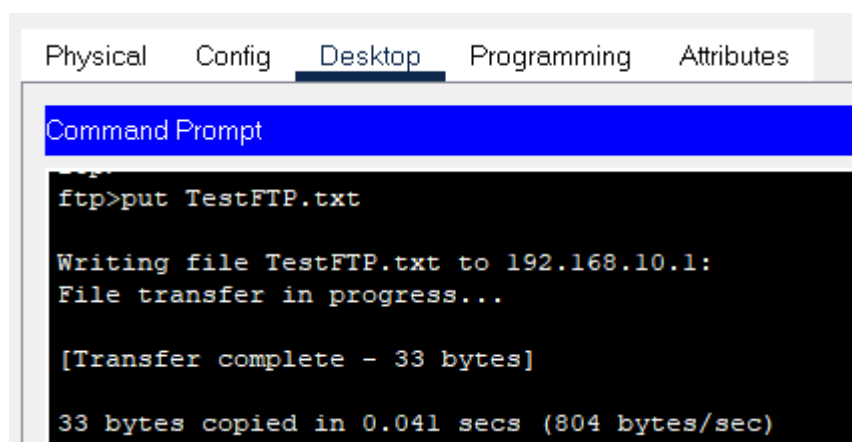 Physical Config Desktop Programming Attributes
Command Prompt
ftp>put TestFTP.txt
Writing file TestFTP.txt to 192.168.10.1:
File transfer in progress...
[Transfer complete - 33 bytes]
33 bytes copied in 0.041 secs (804 bytes/sec)